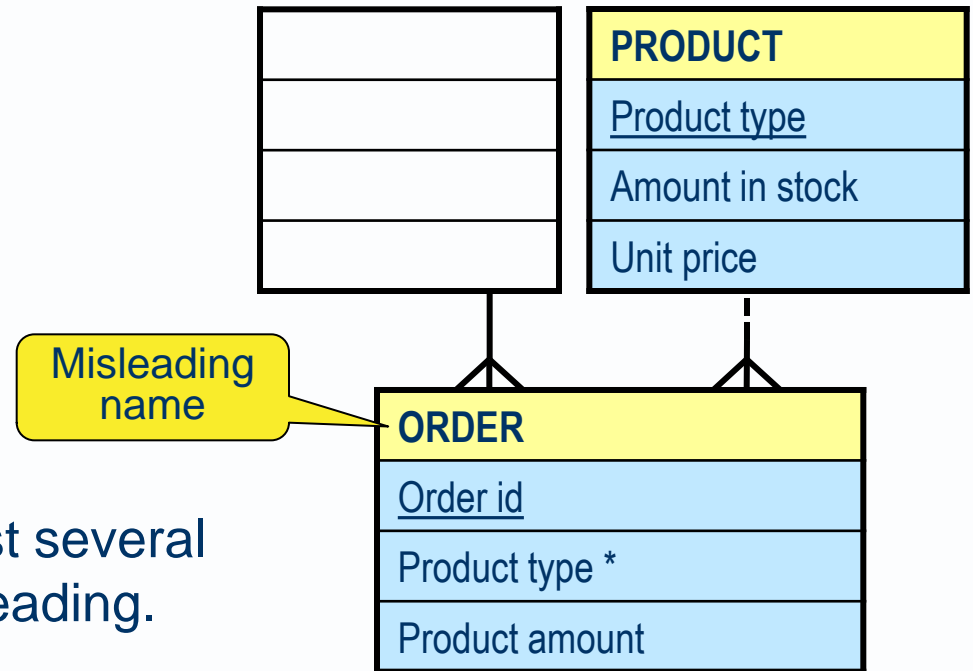 PRODUCT
Product type
Amount in stock
Unit price
Misleading
name
ORDER
Order id
Product type *
Product amount
st several
eading.